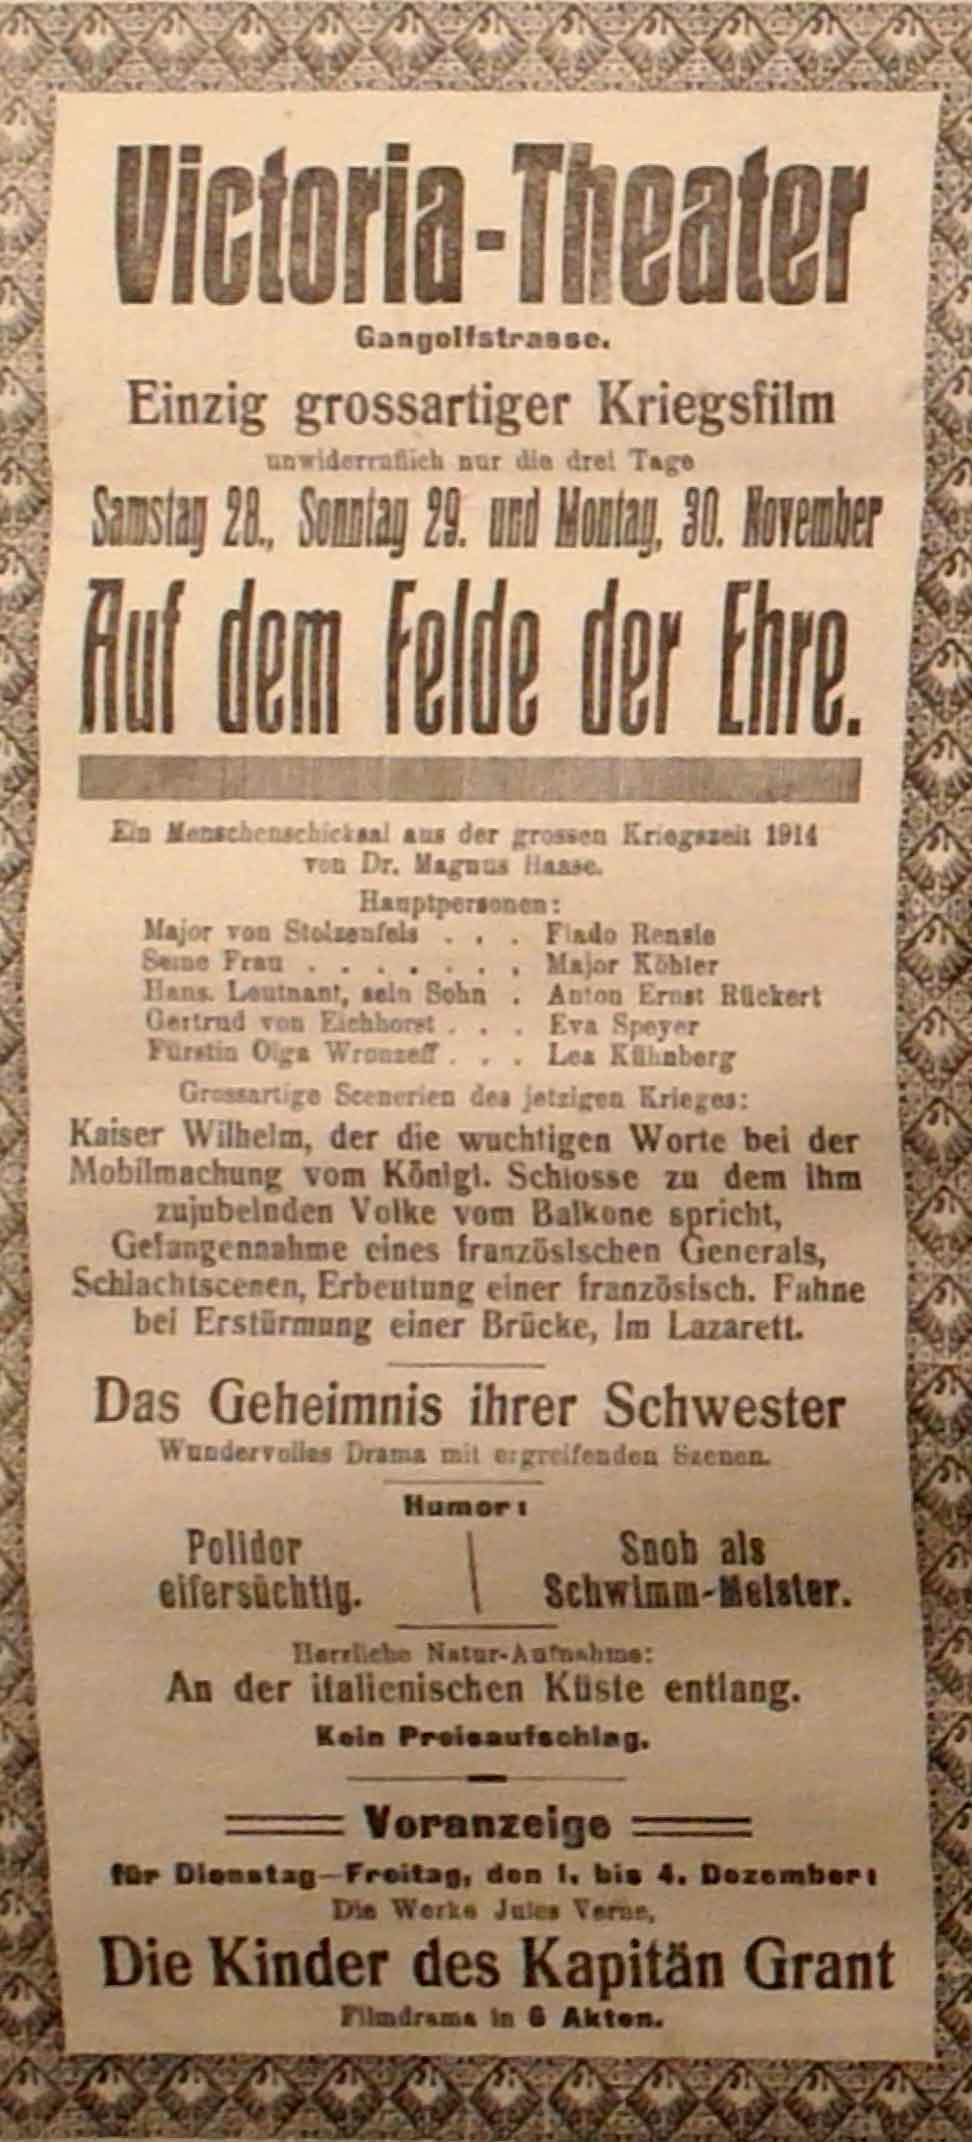 Victoria-Theater
Gangolfstrasse.
Einzig grossartiger Kriegsfilm
unwiderruflich nur die drei Tage
Samstag 28., Sonntag 29. und Montag, 30. November
Auf dem Felde der Ehre.
Ein Menschenschicksal aus der grossen Kriegszeit 1914
von Dr. Magnus Haase.
Hauptpersonen:
Major von Stolzenfels . . . Fiado Rensle
Seine Frau . . . . . . . Major Köhler
Hans. Leutnant, sein Sohn . Anton Ernst Rückert
Gertrud von Eichhorst . . . Eva Speyer
Fürstin Olga Wronzeff . . . Lea Kühnberg
Grossartige Scenerien des jetzigen Krieges:
Kaiser Wilhelm, der die wuchtigen Worte bei der
Mobilmachung vom Königl. Schlosse zu dem ihm
zujubelnden Volke vom Balkone spricht,
Gefangennahme eines französischen Generals,
Schlachtscenen, Erbeutung einer französisch. Fahne
bei Erstürmung einer Brücke, Im Lazarett.
Das Geheimnis ihrer Schwester
Wundervolles Drama mit ergreifenden Szenen.
Humor:
Polidor
eifersüchtig.
Snob als
Schwimm-Meister.
Herrliche Natur-Aufnahme:
An der italienischen Küste entlang.
Kein Preisaufschlag.
Voranzeige
für Dienstag—Freitag, den 1. bis 4. Dezember:
Die Werke Jules Verne,
Die Kinder des Kapitän Grant
Filmdrama in 6 Akten.